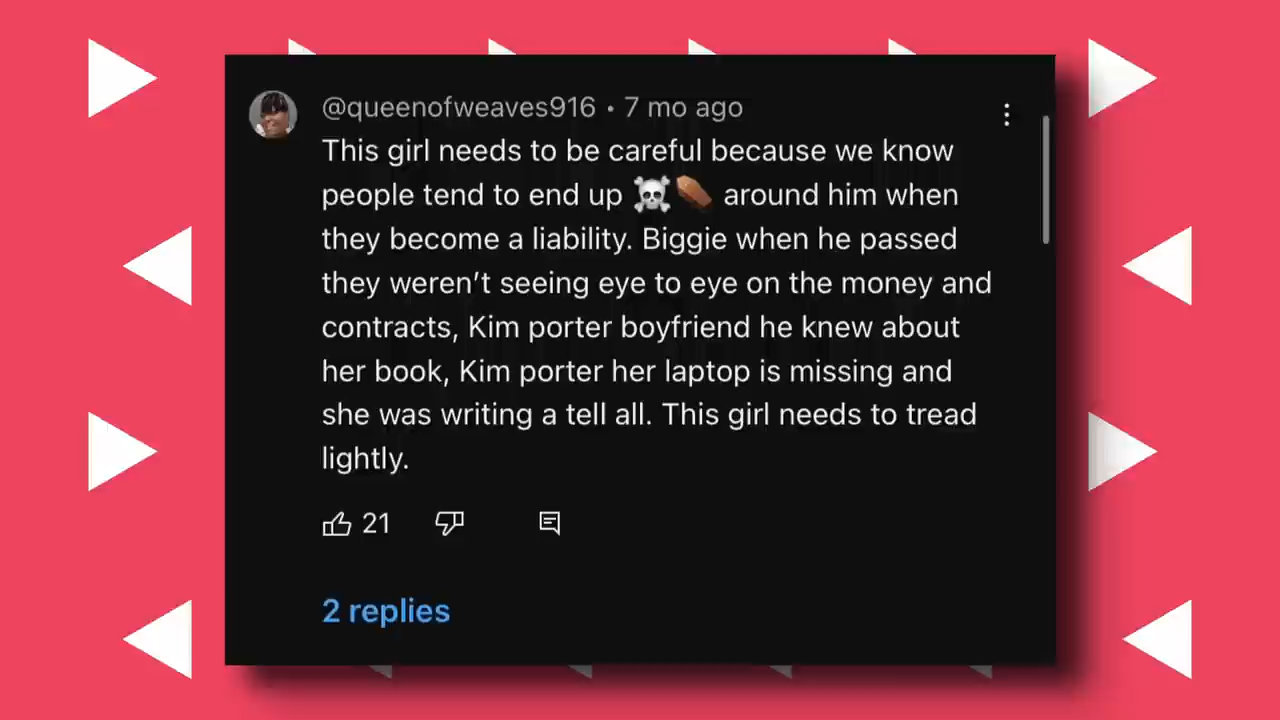 @queenofweaves916 • 7 mo ago
This girl needs to be careful because we know
people tend to end up ☠️⚰️ around him when
they become a liability. Biggie when he passed
they weren’t seeing eye to eye on the money and
contracts, Kim porter boyfriend he knew about
her book, Kim porter her laptop is missing and
she was writing a tell all. This girl needs to tread
lightly.
21
2 replies